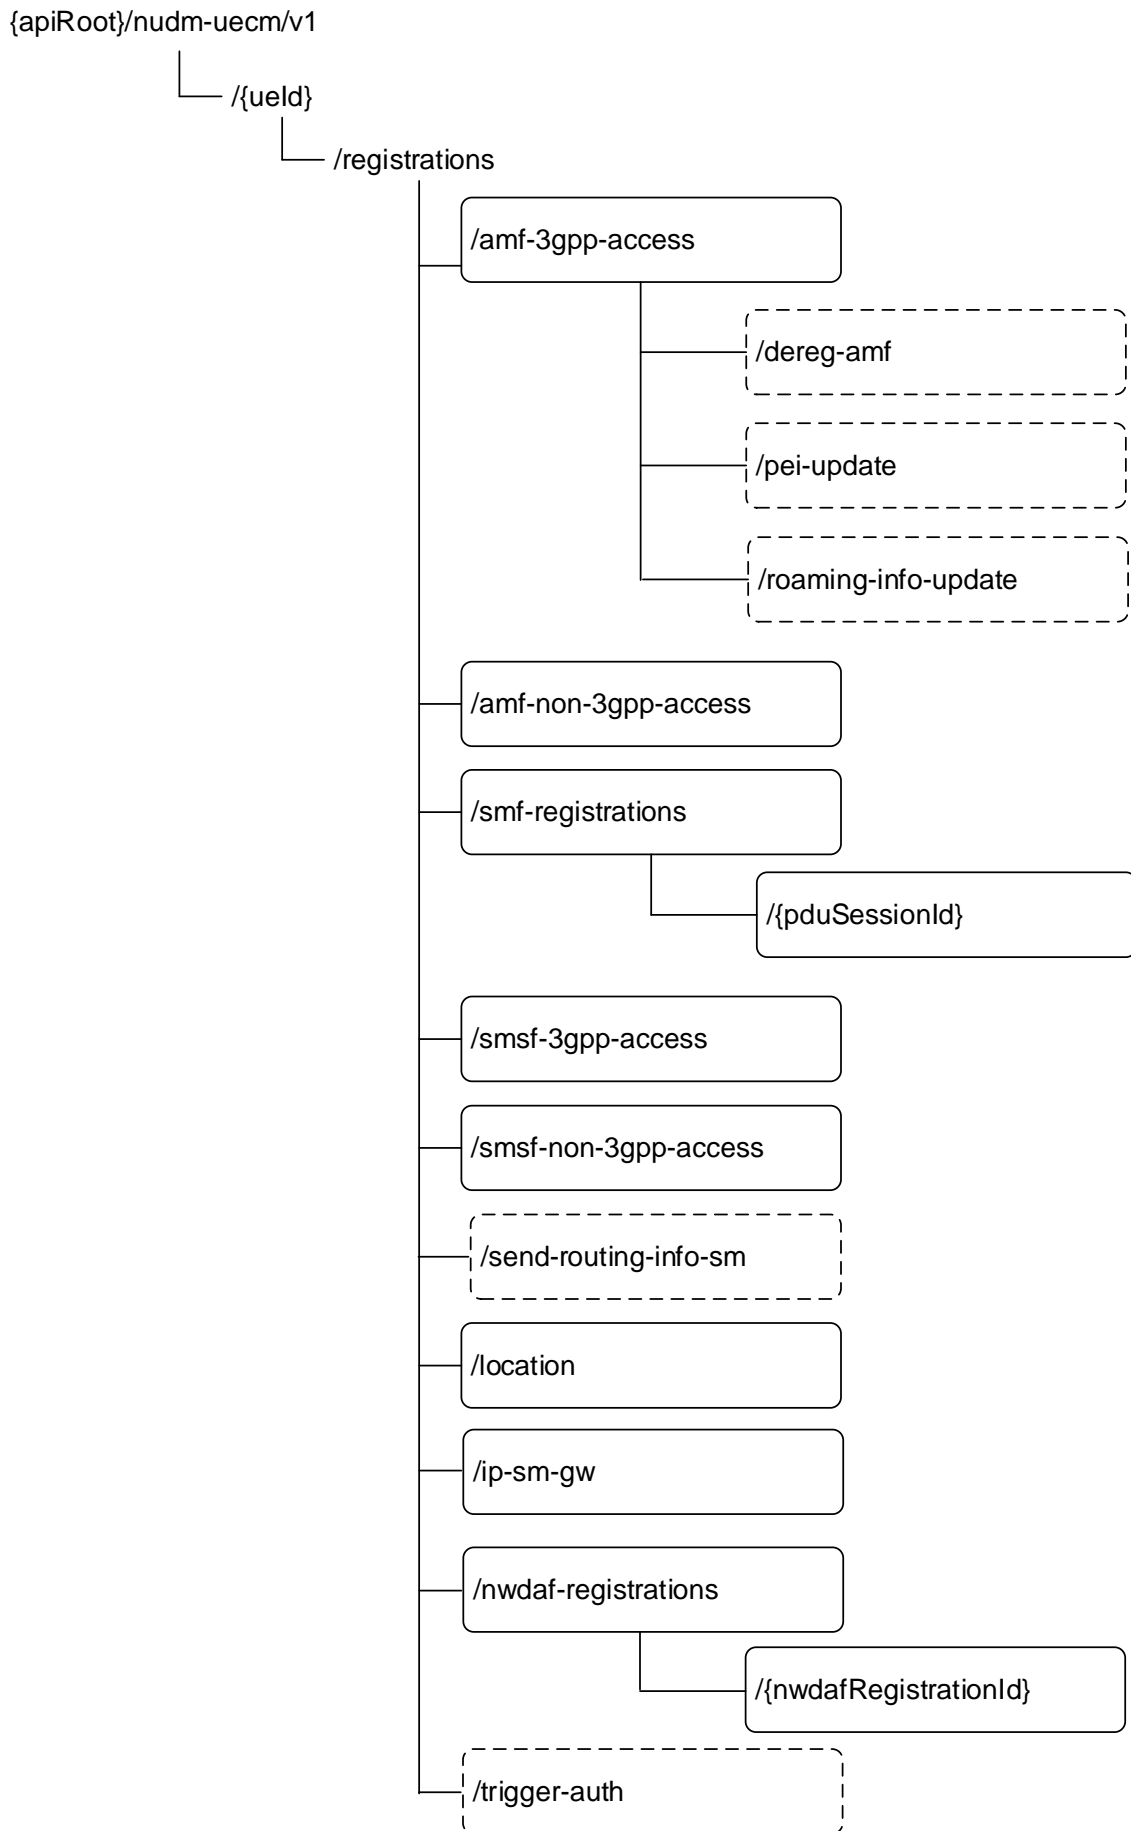 {apiRoot}/nudm-uecm/v1
/{ueId}
/registrations
/amf-3gpp-access
/dereg-amf
/pei-update
/roaming-info-update
/amf-non-3gpp-access
/smf-registrations
/{pduSessionId}
/smsf-3gpp-access
/smsf-non-3gpp-access
/send-routing-info-sm
/location
/ip-sm-gw
/nwdaf-registrations
/{nwdafRegistrationId}
/trigger-auth